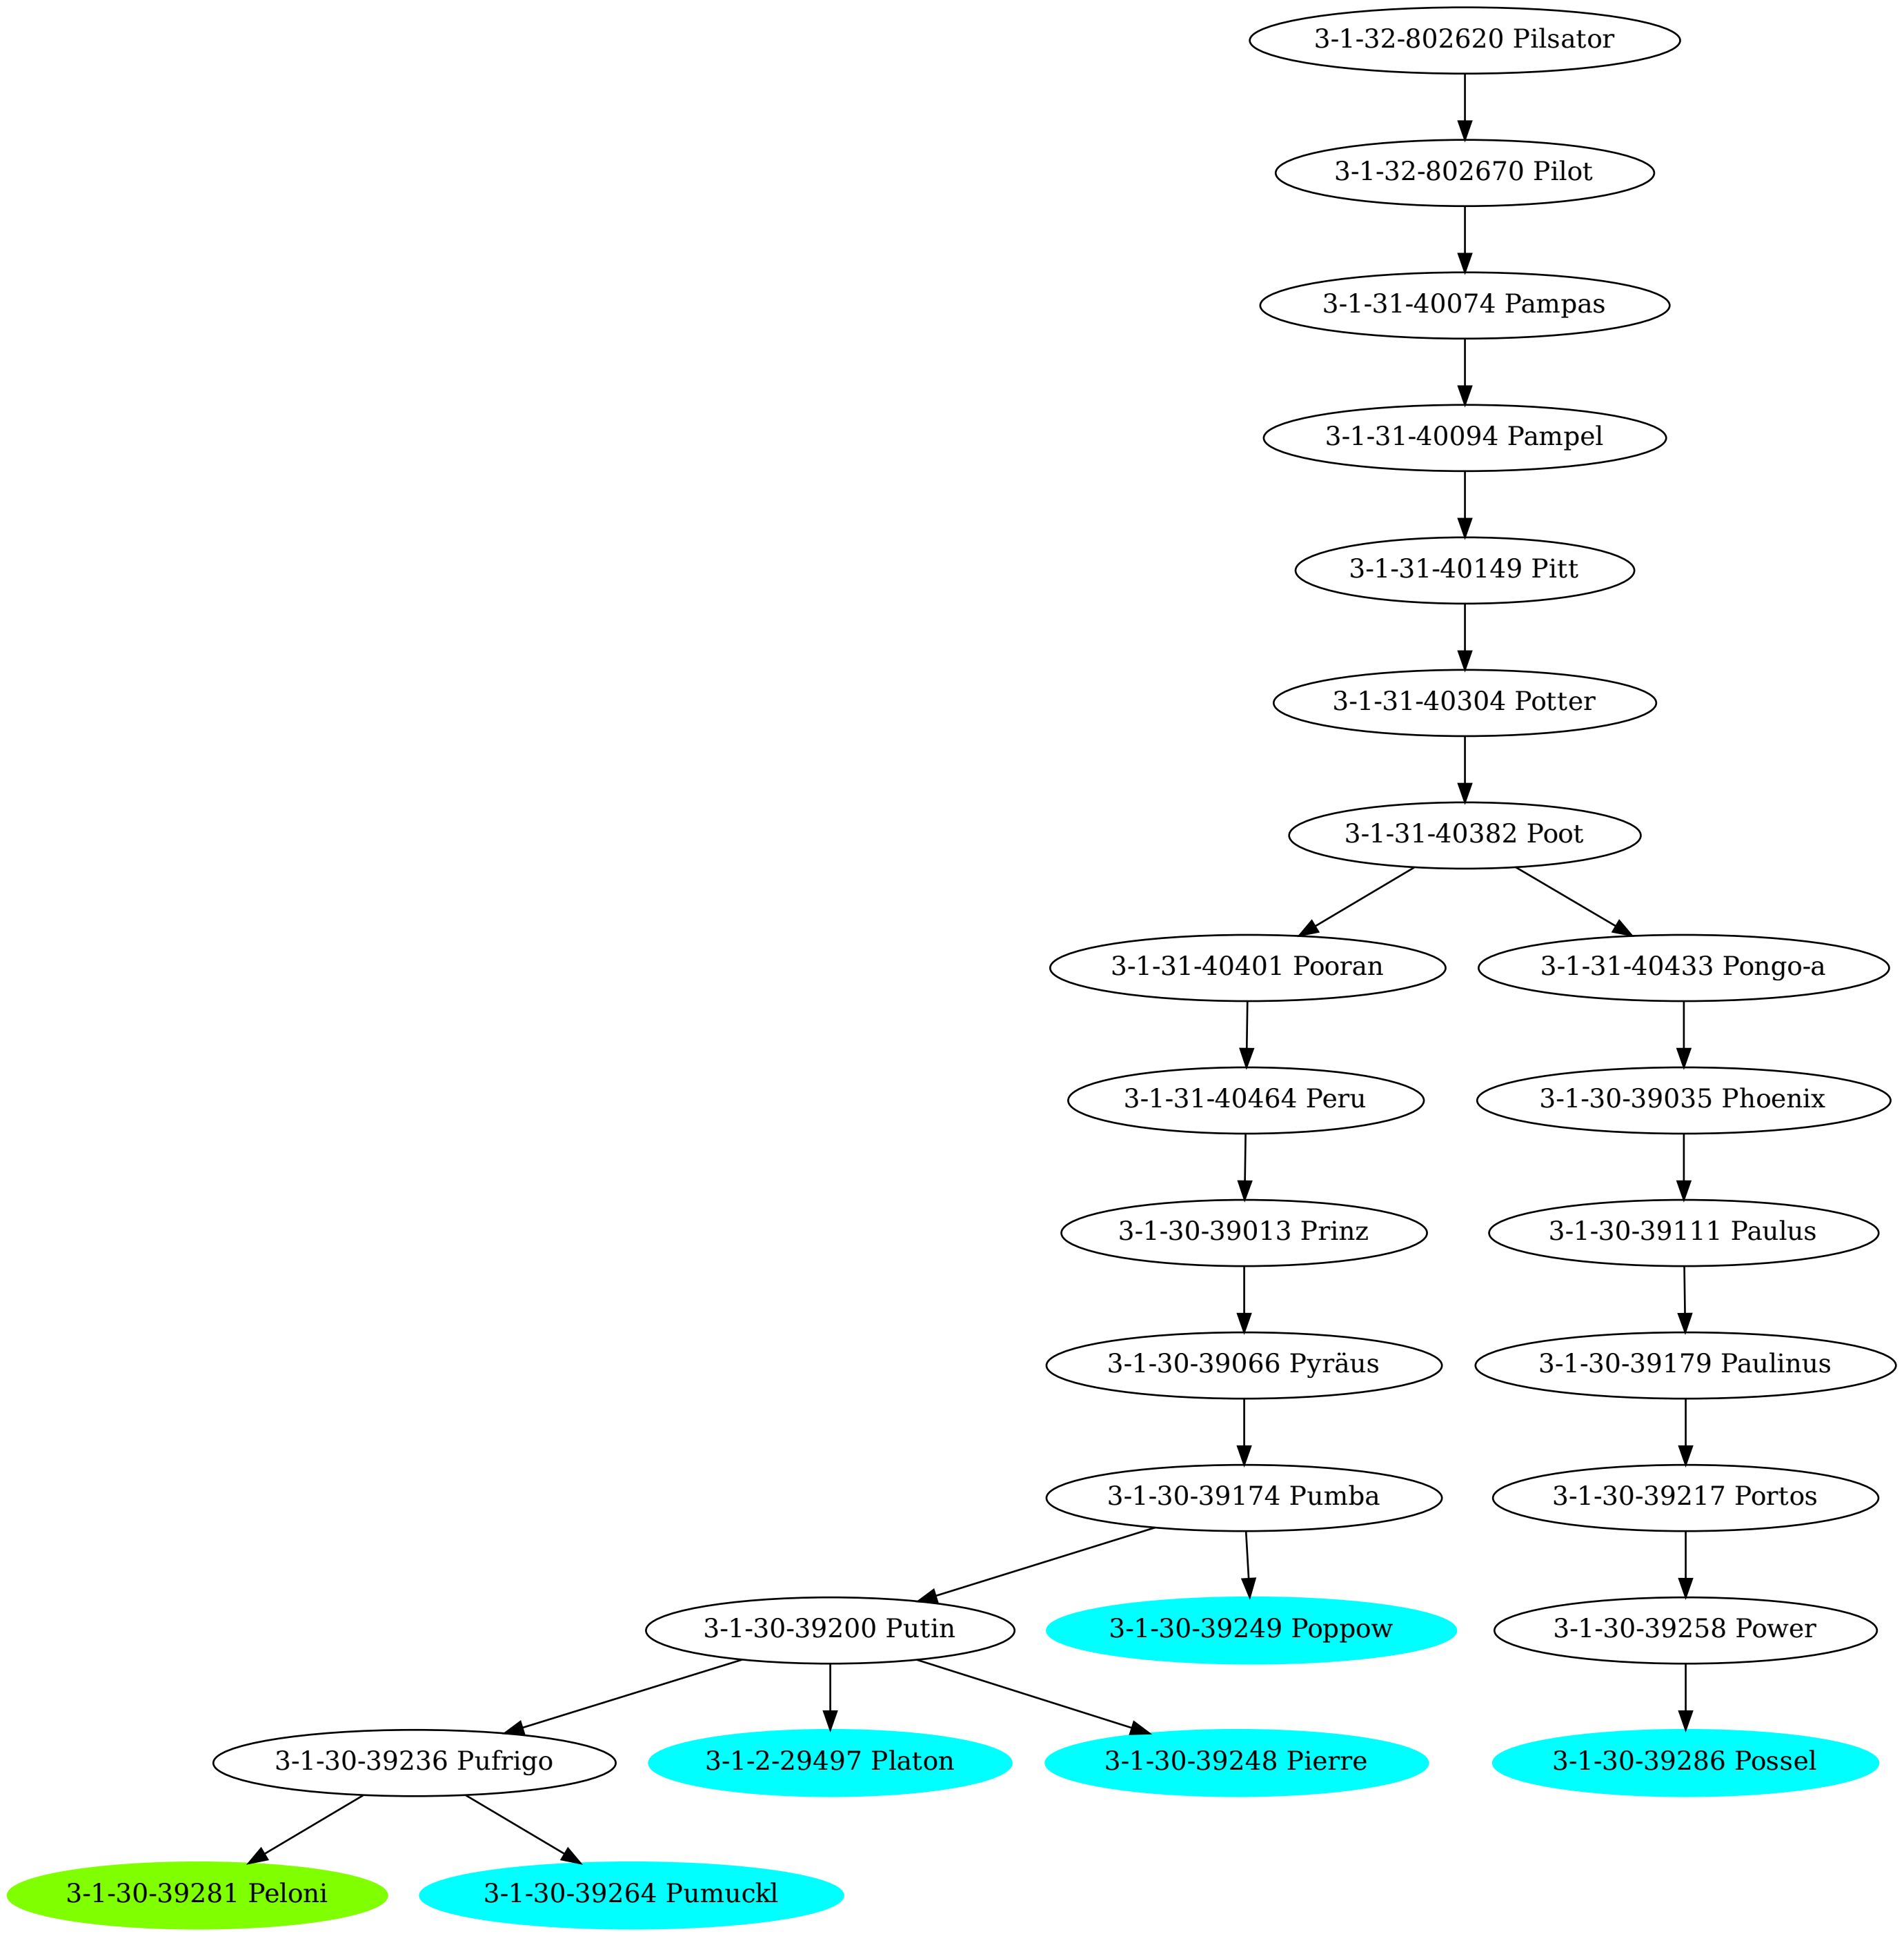 3-1-32-802620 Pilsator
3-1-32-802670 Pilot
3-1-31-40074 Pampas
3-1-31-40094 Pampel
3-1-31-40149 Pitt
3-1-31-40304 Potter
3-1-31-40382 Poot
3-1-31-40401 Pooran
3-1-31-40433 Pongo-a
3-1-31-40464 Peru
3-1-30-39035 Phoenix
3-1-30-39013 Prinz
3-1-30-39111 Paulus
3-1-30-39066 Pyräus
3-1-30-39179 Paulinus
3-1-30-39174 Pumba
3-1-30-39217 Portos
3-1-30-39200 Putin
3-1-30-39249 Poppow
3-1-30-39258 Power
3-1-30-39236 Pufrigo
3-1-2-29497 Platon
3-1-30-39248 Pierre
3-1-30-39286 Possel
3-1-30-39281 Peloni
3-1-30-39264 Pumuckl